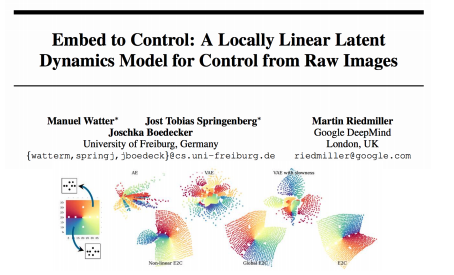 Embed to Control: A Locally Linear Latent
Dynamics Model for Control from Raw Images
Manuel Watter* Jost Tobias Springenberg* Martin Riedmiller
Joschka Boedecker Google DeepMind
University of Freiburg, Germany London, UK
{watterm,springj,jboedeck}@cs.uni-freiburg.de riedmiller@google.com
AE VAE VAE with slowness
Non-linear E2C Global E2C E2C